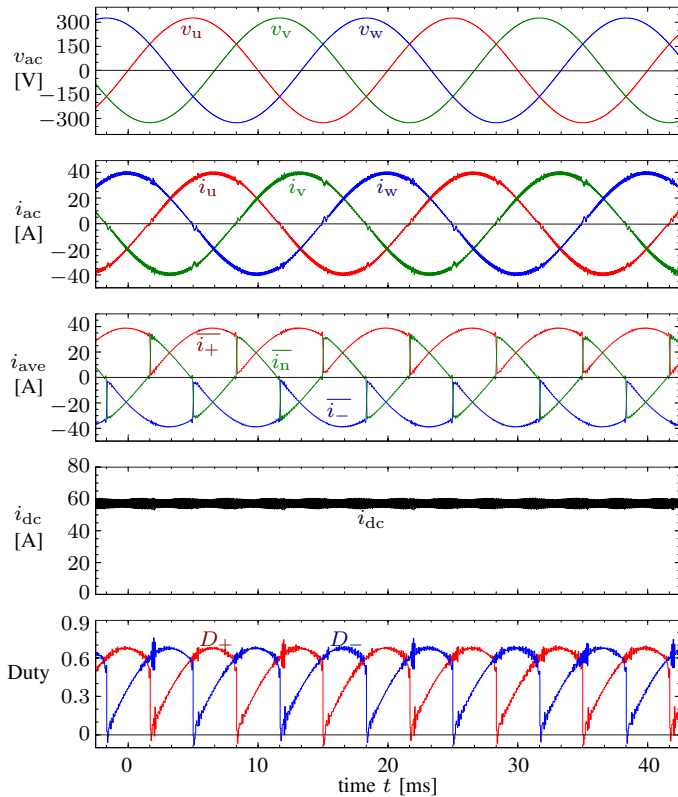 300
150
0
−150
−300
v_ac
[V]
v_u
v_v
v_w
40
20
0
−20
−40
i_ac
[A]
i_u
i_v
i_w
40
20
0
−20
−40
i_ave
[A]
i_+
i_n
i_−
80
60
40
20
0
i_dc
[A]
i_dc
0.9
0.6
0.3
0
Duty
D_+
D_−
0 10 20 30 40
time t [ms]